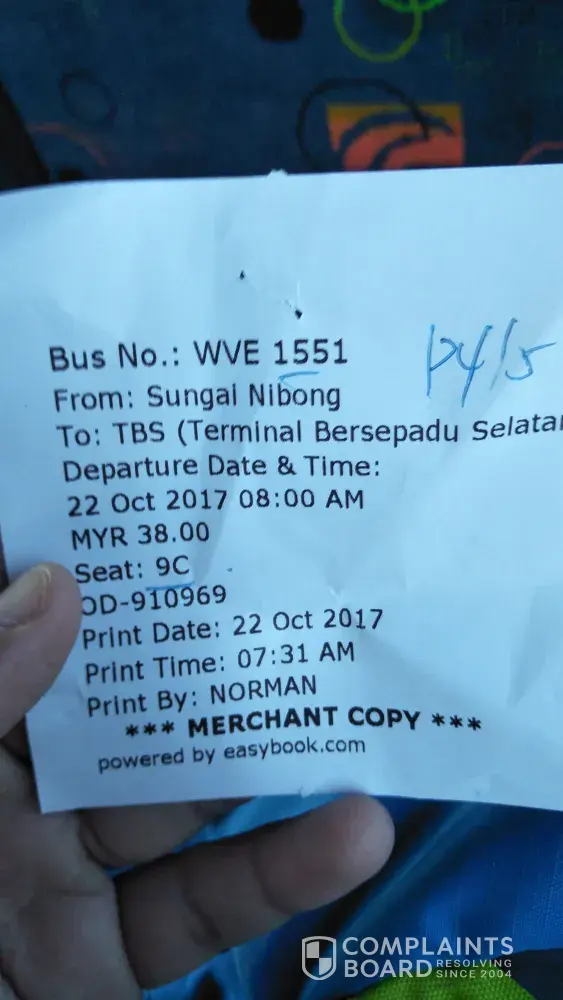 Bus No.: WVE 1551
P4/5
From: Sungai Nibong
To: TBS (Terminal Bersepadu Selata
Departure Date & Time:
22 Oct 2017 08:00 AM
MYR 38.00
Seat: 9C
OD-910969
Print Date: 22 Oct 2017
Print Time: 07:31 AM
Print By: NORMAN
*** MERCHANT COPY ***
powered by easybook.com
COMPLAINTS
BOARD RESOLVING
SINCE 2004